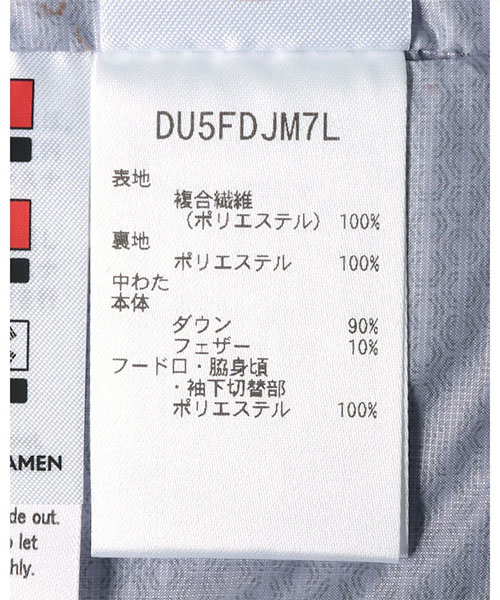 DU5FDJM7L
表地
複合繊維
(ポリエステル) 100%
裏地
ポリエステル 100%
中わた
本体
ダウン 90%
フェザー 10%
フード口・脇身頃
・袖下切替部
ポリエステル 100%
AMEN
de out.
let
hly.